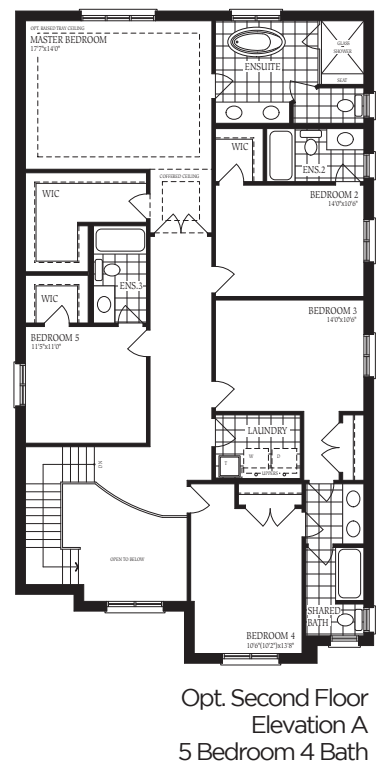 OPT. RAISED TRAY CEILING
MASTER BEDROOM
17'7"x14'0"
ENSUITE
GLASS
SHOWER
SEAT
WIC
ENS.2
COFFERED CEILING
WIC
BEDROOM 2
14'0"x10'6"
ENS.3
WIC
BEDROOM 3
14'0"x10'6"
BEDROOM 5
11'3"x11'0"
LAUNDRY
W
D
T
UPPERS
DN
OPEN TO BELOW
SHARED
BATH
BEDROOM 4
10'6"(10'2")x13'8"
Opt. Second Floor
Elevation A
5 Bedroom 4 Bath